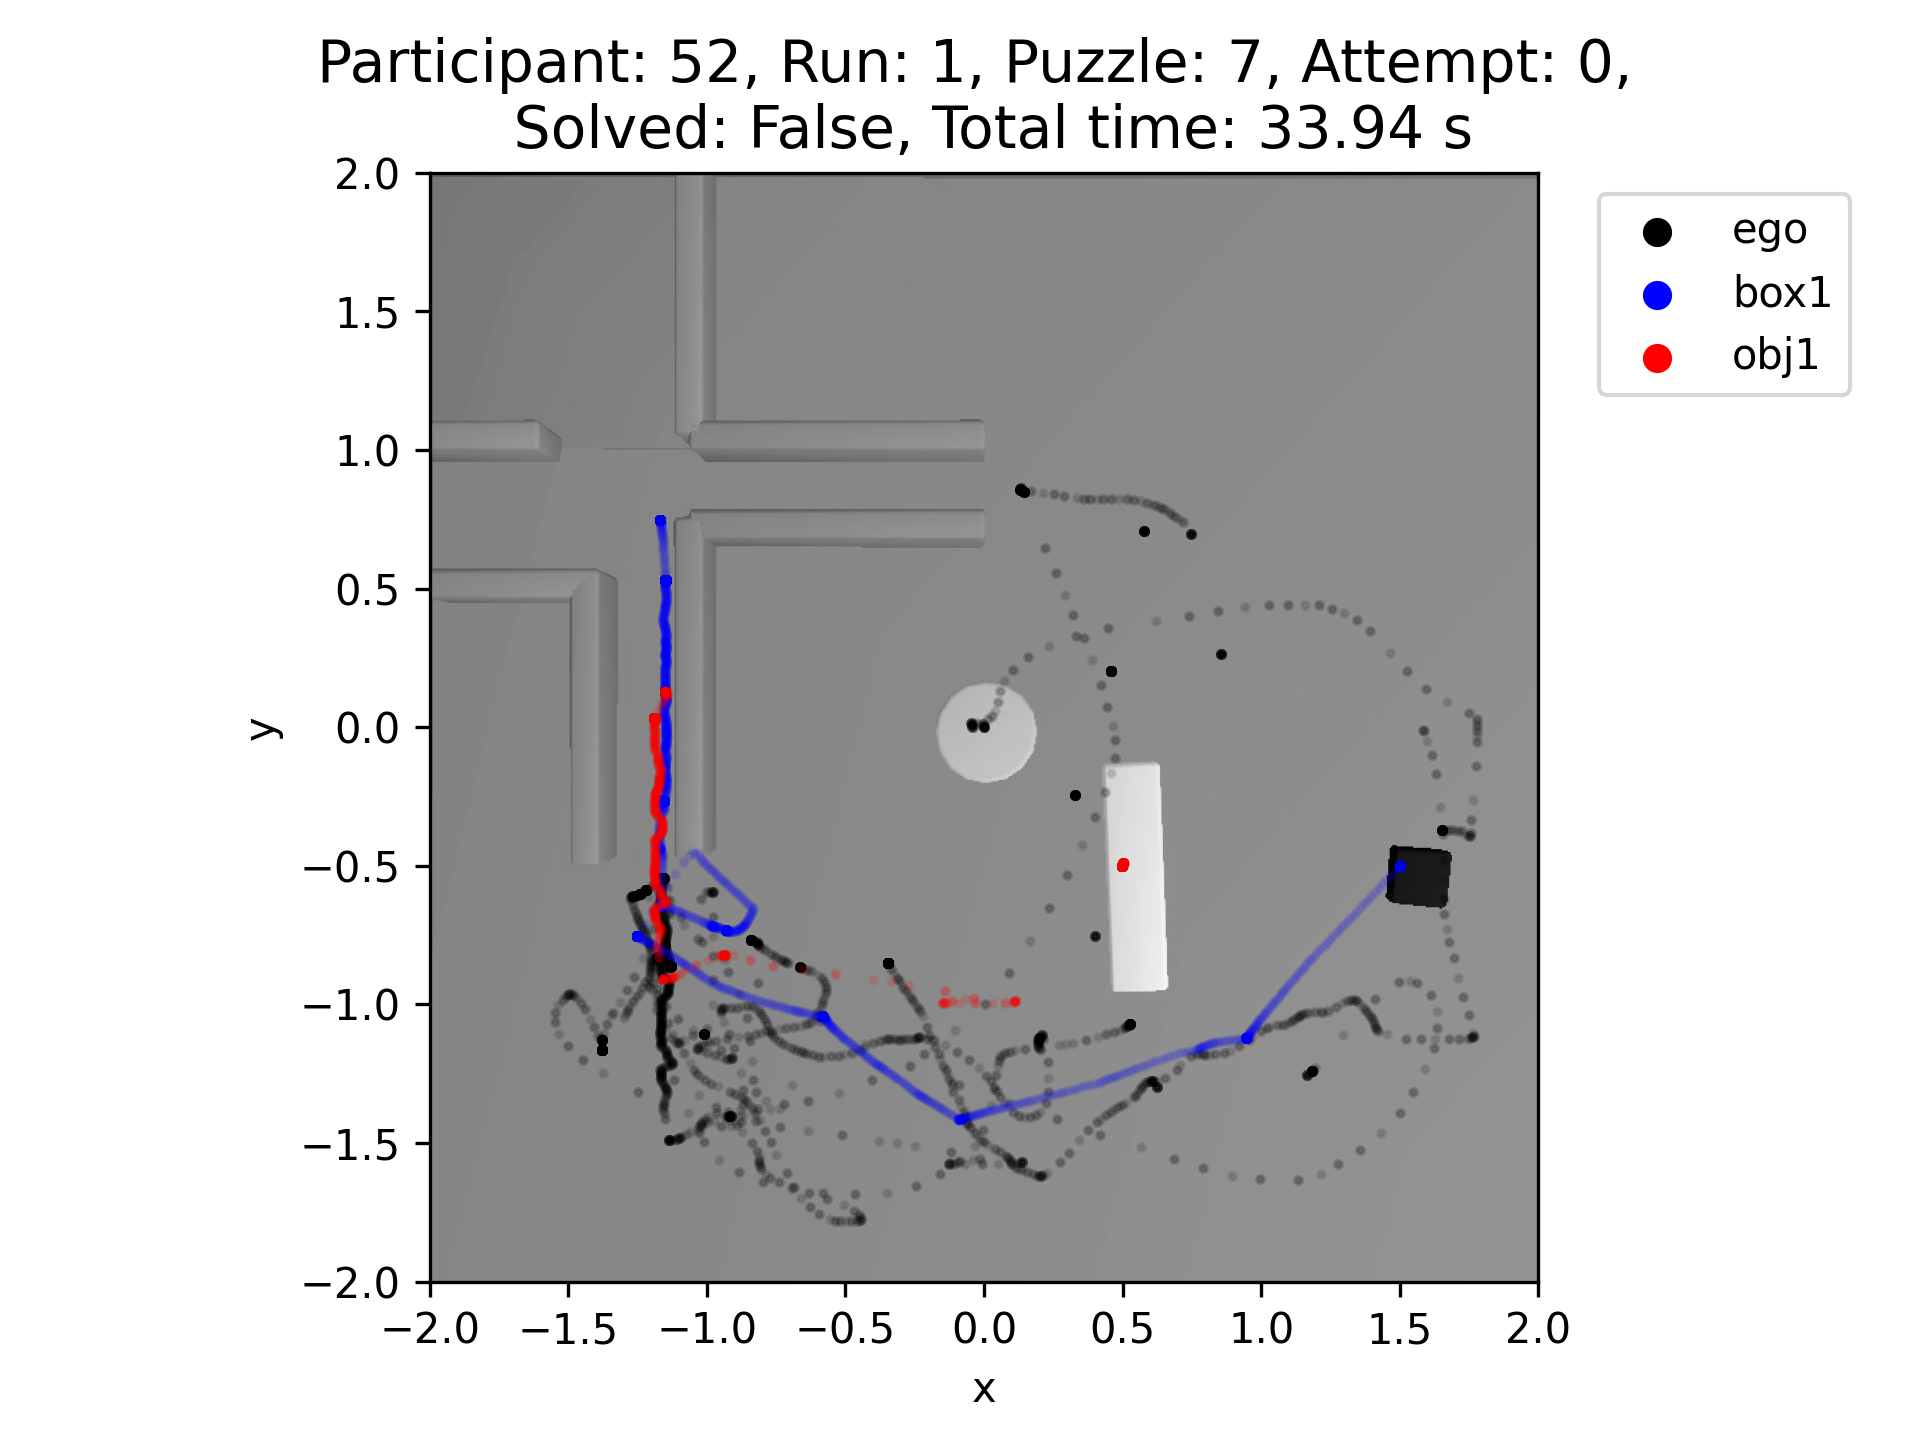 Participant: 52, Run: 1, Puzzle: 7, Attempt: 0,
Solved: False, Total time: 33.94 s
ego
box1
obj1
2.0
1.5
1.0
0.5
0.0
−0.5
−1.0
−1.5
−2.0
y
−2.0 −1.5 −1.0 −0.5 0.0 0.5 1.0 1.5 2.0
x